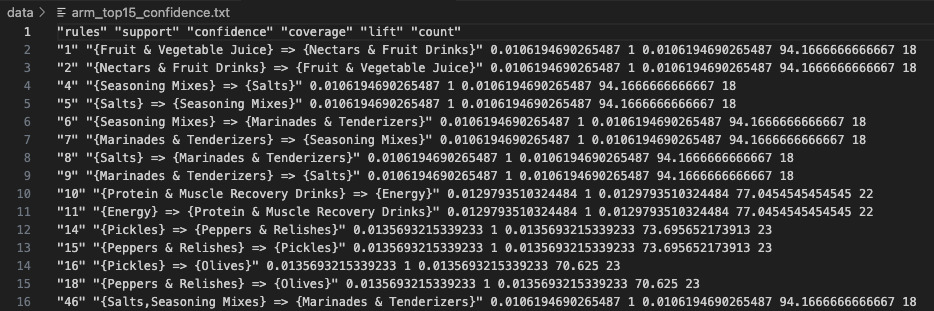 data > arm_top15_confidence.txt
1 "rules" "support" "confidence" "coverage" "lift" "count"
2 "1" "{Fruit & Vegetable Juice} => {Nectars & Fruit Drinks}" 0.0106194690265487 1 0.0106194690265487 94.1666666666667 18
3 "2" "{Nectars & Fruit Drinks} => {Fruit & Vegetable Juice}" 0.0106194690265487 1 0.0106194690265487 94.1666666666667 18
4 "4" "{Seasoning Mixes} => {Salts}" 0.0106194690265487 1 0.0106194690265487 94.1666666666667 18
5 "5" "{Salts} => {Seasoning Mixes}" 0.0106194690265487 1 0.0106194690265487 94.1666666666667 18
6 "6" "{Seasoning Mixes} => {Marinades & Tenderizers}" 0.0106194690265487 1 0.0106194690265487 94.1666666666667 18
7 "7" "{Marinades & Tenderizers} => {Seasoning Mixes}" 0.0106194690265487 1 0.0106194690265487 94.1666666666667 18
8 "8" "{Salts} => {Marinades & Tenderizers}" 0.0106194690265487 1 0.0106194690265487 94.1666666666667 18
9 "9" "{Marinades & Tenderizers} => {Salts}" 0.0106194690265487 1 0.0106194690265487 94.1666666666667 18
10 "10" "{Protein & Muscle Recovery Drinks} => {Energy}" 0.0129793510324484 1 0.0129793510324484 77.0454545454545 22
11 "11" "{Energy} => {Protein & Muscle Recovery Drinks}" 0.0129793510324484 1 0.0129793510324484 77.0454545454545 22
12 "14" "{Pickles} => {Peppers & Relishes}" 0.0135693215339233 1 0.0135693215339233 73.695652173913 23
13 "15" "{Peppers & Relishes} => {Pickles}" 0.0135693215339233 1 0.0135693215339233 73.695652173913 23
14 "16" "{Pickles} => {Olives}" 0.0135693215339233 1 0.0135693215339233 70.625 23
15 "18" "{Peppers & Relishes} => {Olives}" 0.0135693215339233 1 0.0135693215339233 70.625 23
16 "46" "{Salts,Seasoning Mixes} => {Marinades & Tenderizers}" 0.0106194690265487 1 0.0106194690265487 94.1666666666667 18